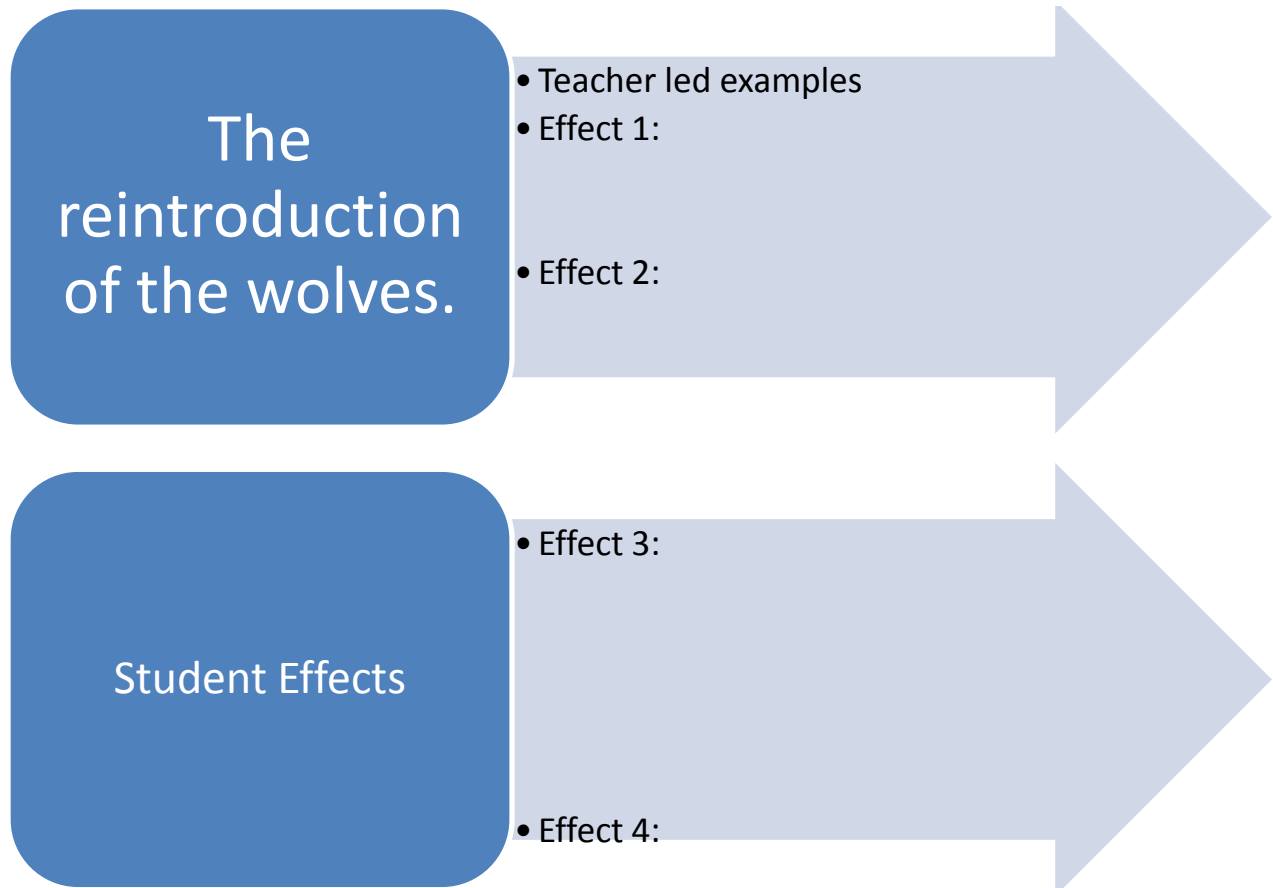 The
reintroduction
of the wolves.
• Teacher led examples
• Effect 1:
• Effect 2:
Student Effects
• Effect 3:
• Effect 4: